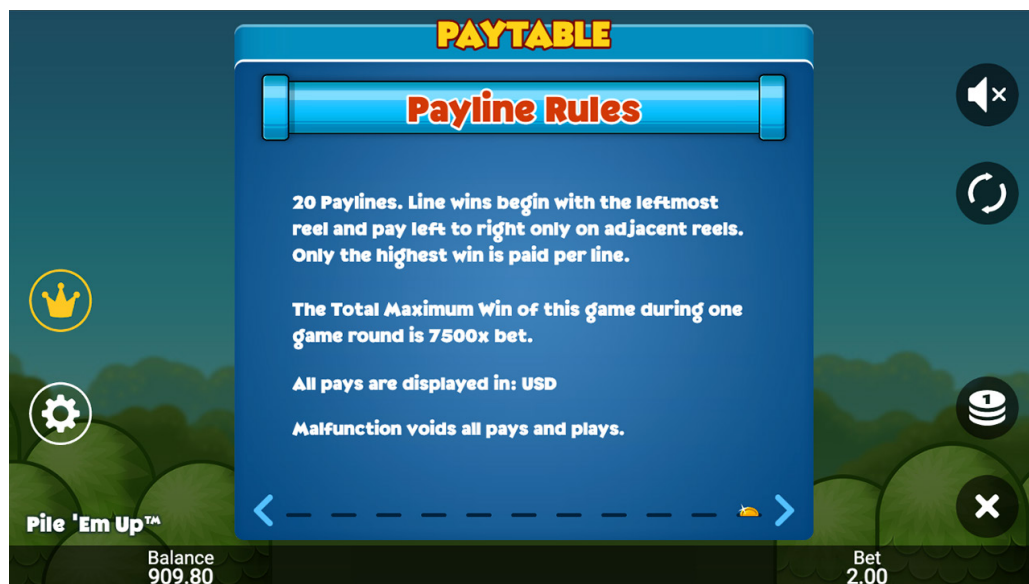 PAYTABLE
Payline Rules
20 Paylines. Line wins begin with the leftmost
reel and pay left to right only on adjacent reels.
Only the highest win is paid per line.
The Total Maximum Win of this game during one
game round is 7500x bet.
All pays are displayed in: USD
Malfunction voids all pays and plays.
1
Pile 'Em Up™
Balance
909.80
Bet
2.00